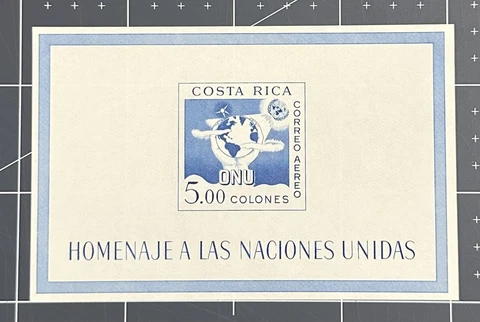 COSTA RICA
CORREO AEREO
ONU
5.00 COLONES
HOMENAJE A LAS NACIONES UNIDAS